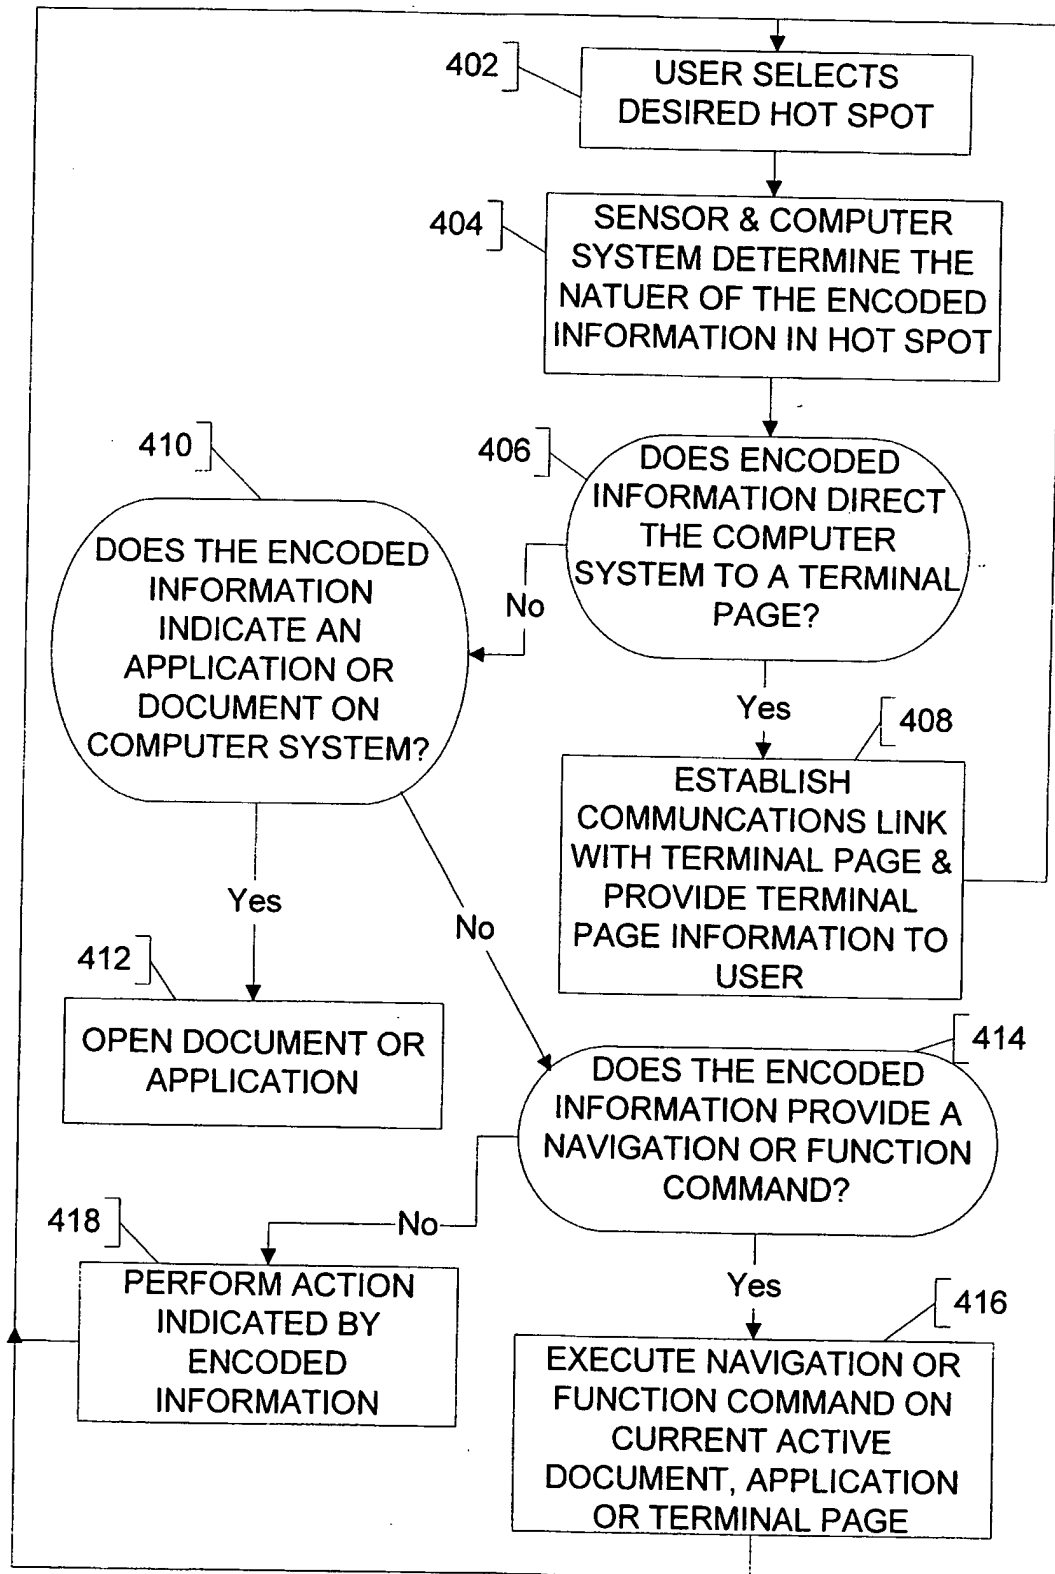 402
USER SELECTS
DESIRED HOT SPOT
404
SENSOR & COMPUTER
SYSTEM DETERMINE THE
NATUER OF THE ENCODED
INFORMATION IN HOT SPOT
406
DOES ENCODED
INFORMATION DIRECT
THE COMPUTER
SYSTEM TO A TERMINAL
PAGE?
No
Yes
410
DOES THE ENCODED
INFORMATION
INDICATE AN
APPLICATION OR
DOCUMENT ON
COMPUTER SYSTEM?
408
ESTABLISH
COMMUNCATIONS LINK
WITH TERMINAL PAGE &
PROVIDE TERMINAL
PAGE INFORMATION TO
USER
Yes
No
412
OPEN DOCUMENT OR
APPLICATION
414
DOES THE ENCODED
INFORMATION PROVIDE A
NAVIGATION OR FUNCTION
COMMAND?
No
Yes
418
PERFORM ACTION
INDICATED BY
ENCODED
INFORMATION
416
EXECUTE NAVIGATION OR
FUNCTION COMMAND ON
CURRENT ACTIVE
DOCUMENT, APPLICATION
OR TERMINAL PAGE